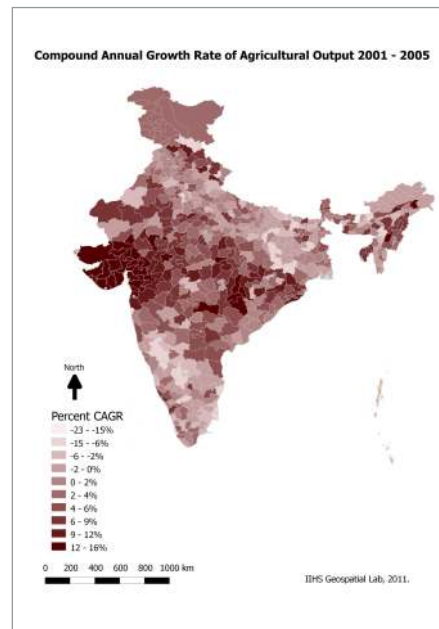 Compound Annual Growth Rate of Agricultural Output 2001 - 2005
North
Percent CAGR
-23 - -15%
-15 - -6%
-6 - -2%
-2 - 0%
0 - 2%
2 - 4%
4 - 6%
6 - 9%
9 - 12%
12 - 16%
0 200 400 600 800 1000 km
IIHS Geospatial Lab, 2011.